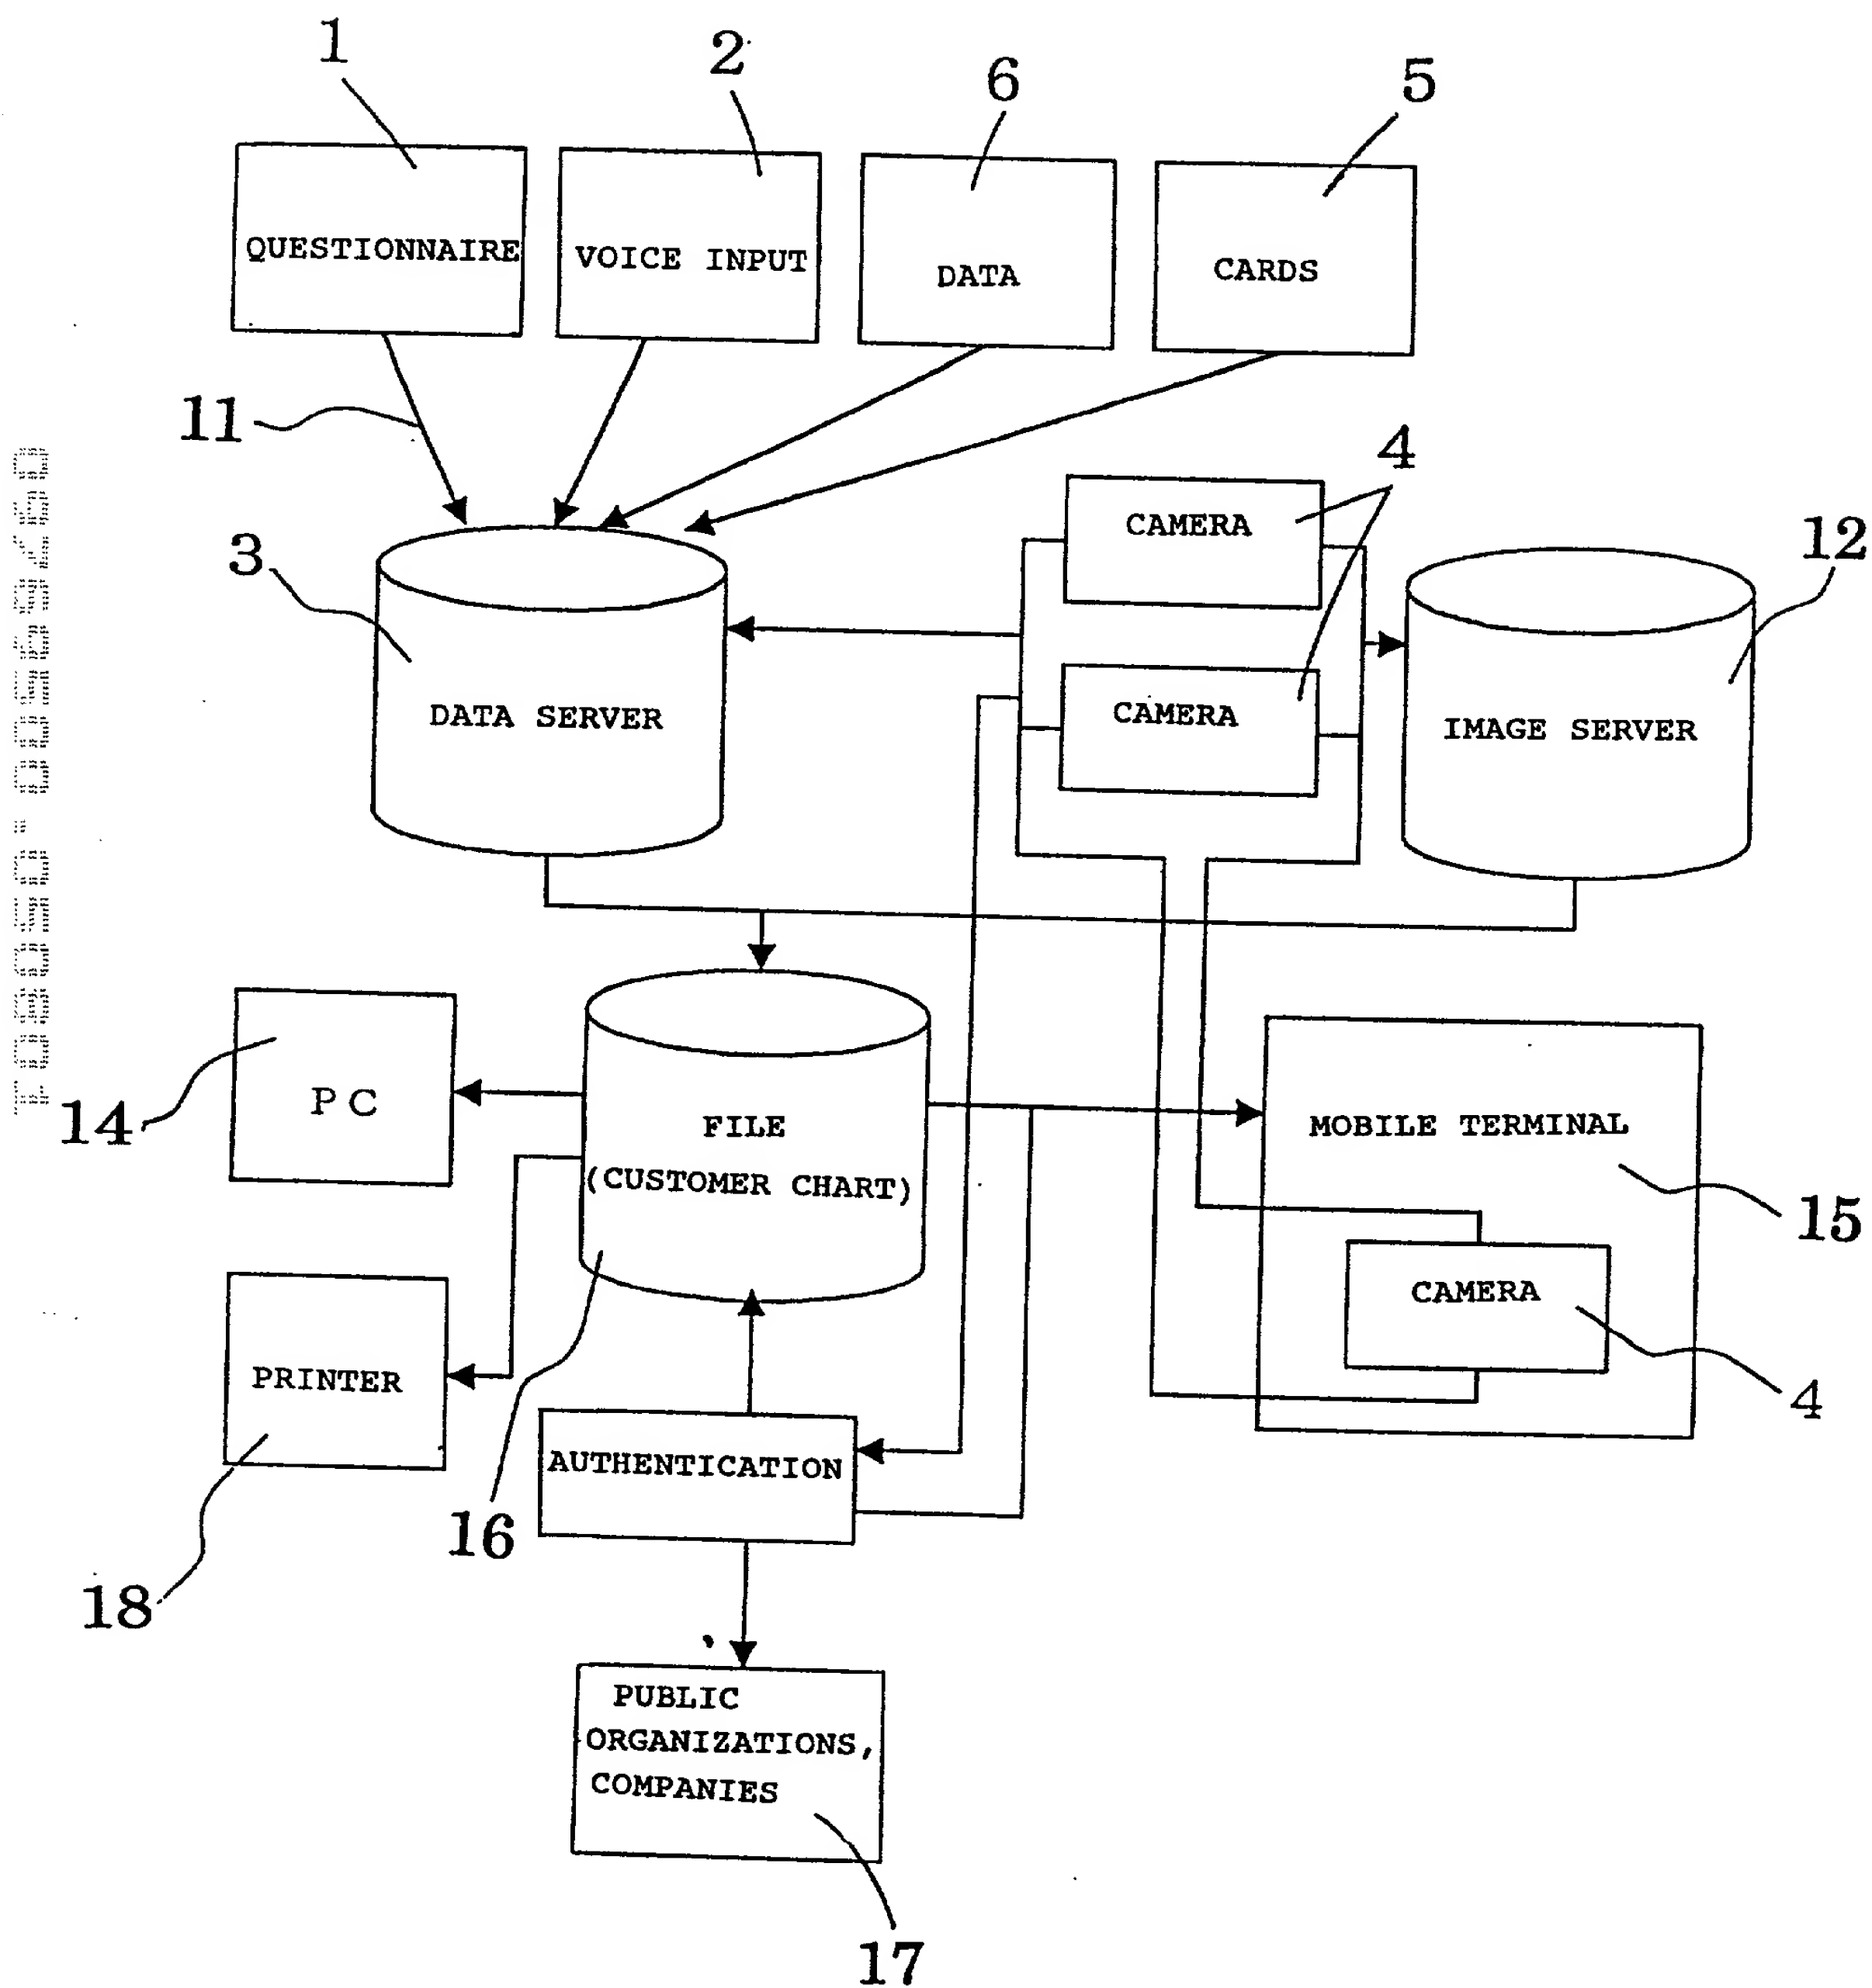 1
2
6
5
QUESTIONNAIRE
VOICE INPUT
DATA
CARDS
11
4
CAMERA
12
3
DATA SERVER
CAMERA
IMAGE SERVER
14
PC
FILE
(CUSTOMER CHART)
MOBILE TERMINAL
15
CAMERA
4
PRINTER
AUTHENTICATION
16
18
PUBLIC
ORGANIZATIONS,
COMPANIES
17